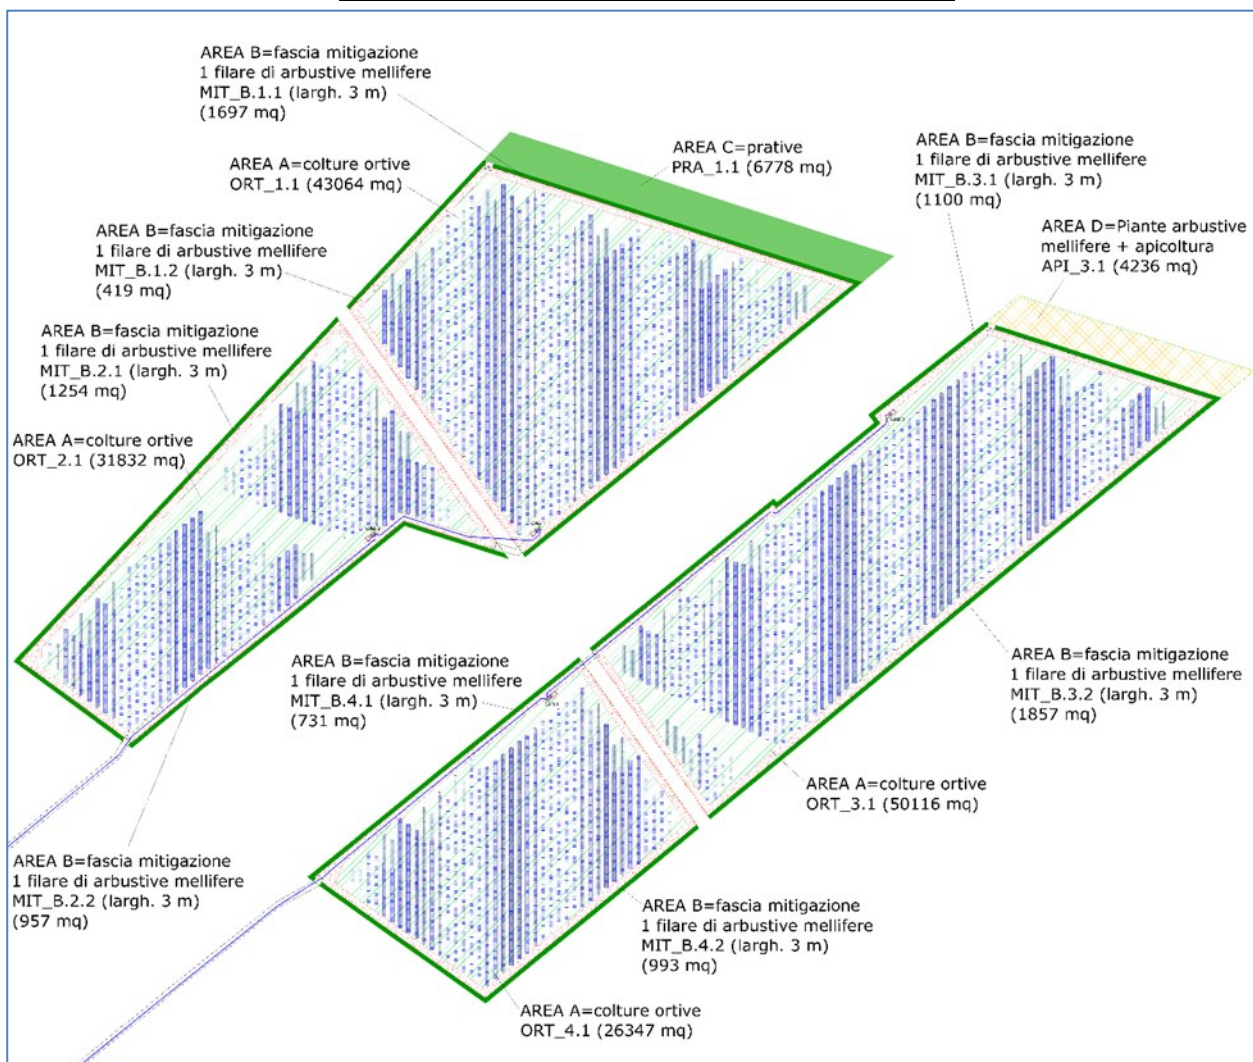 AREA B=fascia mitigazione
1 filare di arbustive mellifere
MIT_B.1.1 (largh. 3 m)
(1697 mq)
AREA A=colture ortive
ORT_1.1 (43064 mq)
AREA C=prative
PRA_1.1 (6778 mq)
AREA B=fascia mitigazione
1 filare di arbustive mellifere
MIT_B.3.1 (largh. 3 m)
(1100 mq)
AREA D=Piante arbustive
mellifere + apicoltura
API_3.1 (4236 mq)
AREA B=fascia mitigazione
1 filare di arbustive mellifere
MIT_B.1.2 (largh. 3 m)
(419 mq)
AREA B=fascia mitigazione
1 filare di arbustive mellifere
MIT_B.2.1 (largh. 3 m)
(1254 mq)
AREA A=colture ortive
ORT_2.1 (31832 mq)
AREA B=fascia mitigazione
1 filare di arbustive mellifere
MIT_B.4.1 (largh. 3 m)
(731 mq)
AREA B=fascia mitigazione
1 filare di arbustive mellifere
MIT_B.3.2 (largh. 3 m)
(1857 mq)
AREA A=colture ortive
ORT_3.1 (50116 mq)
AREA B=fascia mitigazione
1 filare di arbustive mellifere
MIT_B.2.2 (largh. 3 m)
(957 mq)
AREA B=fascia mitigazione
1 filare di arbustive mellifere
MIT_B.4.2 (largh. 3 m)
(993 mq)
AREA A=colture ortive
ORT_4.1 (26347 mq)